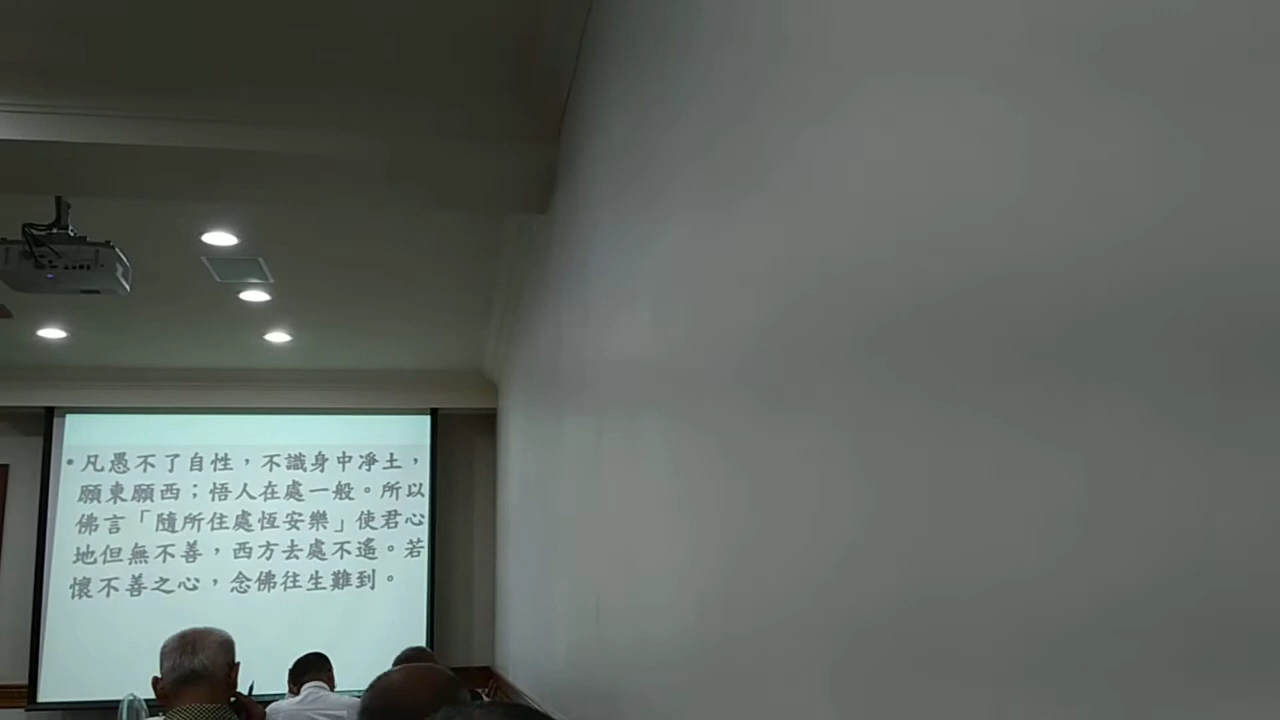 •凡愚不了自性，不識身中凈土，
願東願西；悟人在處一般。所以
佛言「隨所住處恆安樂」使君心
地但無不善，西方去處不遙。若
懷不善之心，念佛往生難到。